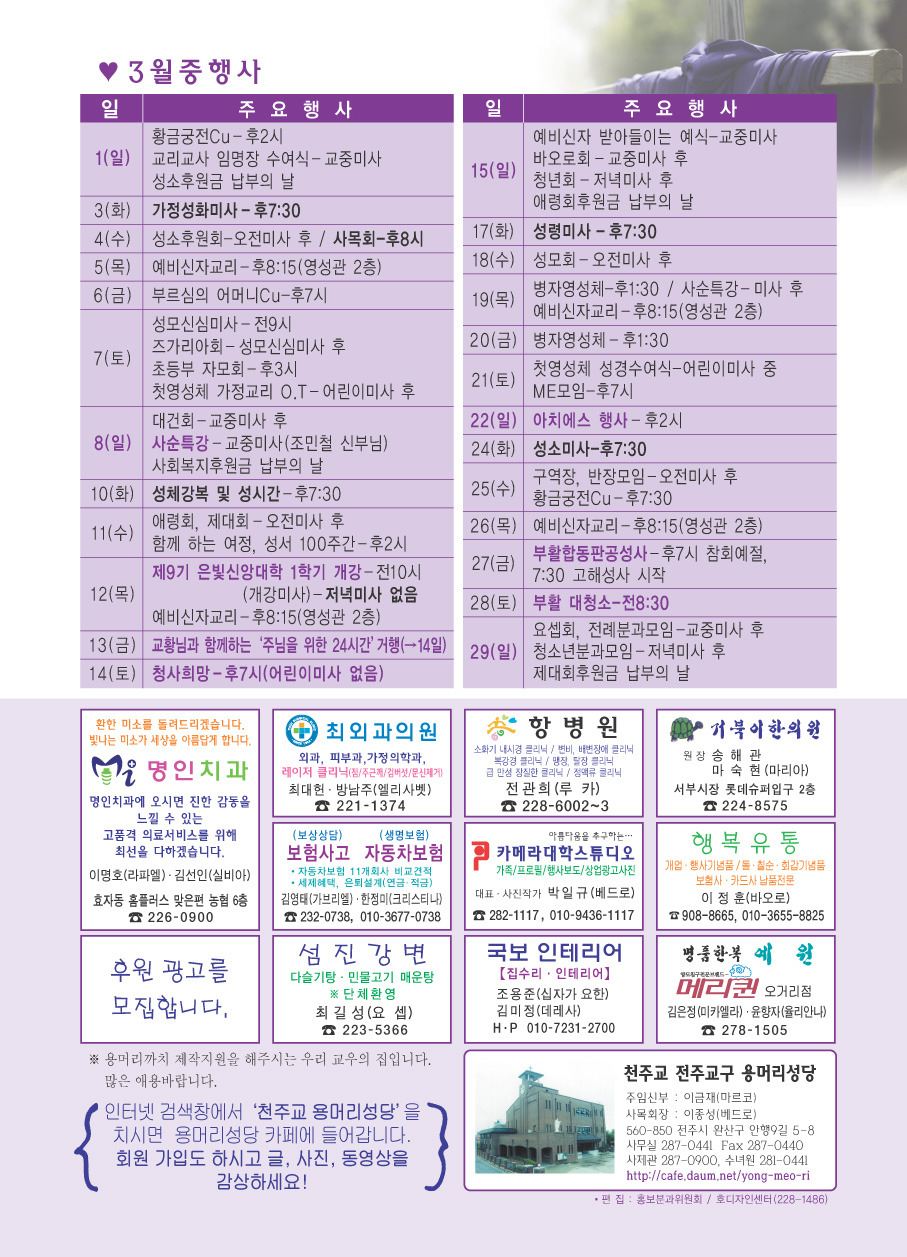 ♥ 3월중행사
일 주 요 행 사
1(일)
황금궁전Cu-후2시
교리교사 임명장 수여식-교중미사
성소후원금 납부의 날
3(화) 가정성화미사-후7:30
4(수) 성소후원회-오전미사 후 / 사목회-후8시
5(목) 예비신자교리-후8:15(영성관 2층)
6(금) 부르심의 어머니Cu-후7시
7(토)
성모신심미사-전9시
즈가리아회-성모신심미사 후
초등부 자모회-후3시
첫영성체 가정교리 O.T-어린이미사 후
8(일)
대건회-교중미사 후
사순특강-교중미사(조민철 신부님)
사회복지후원금 납부의 날
10(화) 성체강복 및 성시간-후7:30
11(수)
애령회, 제대회-오전미사 후
함께 하는 여정, 성서 100주간-후2시
12(목)
제9기 은빛신앙대학 1학기 개강-전10시
(개강미사)-저녁미사 없음
예비신자교리-후8:15(영성관 2층)
13(금) 교황님과 함께하는 '주님을 위한 24시간' 거행(→14일)
14(토) 청사희망-후7시(어린이미사 없음)
일 주 요 행 사
15(일)
예비신자 받아들이는 예식-교중미사
바오로회-교중미사 후
청년회-저녁미사 후
애령회후원금 납부의 날
17(화) 성령미사-후7:30
18(수) 성모회-오전미사 후
19(목)
병자영성체-후1:30 / 사순특강-미사 후
예비신자교리-후8:15(영성관 2층)
20(금) 병자영성체-후1:30
21(토)
첫영성체 성경수여식-어린이미사 중
ME모임-후7시
22(일) 아치에스 행사-후2시
24(화) 성소미사-후7:30
25(수)
구역장, 반장모임-오전미사 후
황금궁전Cu-후7:30
26(목) 예비신자교리-후8:15(영성관 2층)
27(금)
부활합동판공성사-후7시 참회예절,
7:30 고해성사 시작
28(토) 부활 대청소-전8:30
29(일)
요셉회, 전례분과모임-교중미사 후
청소년분과모임-저녁미사 후
제대회후원금 납부의 날
환한 미소를 돌려드리겠습니다.
빛나는 미소가 세상을 아름답게 합니다.
Mi 명인치과
명인치과에 오시면 진한 감동을
느낄 수 있는
고품격 의료서비스를 위해
최선을 다하겠습니다.
이명호(라파엘)·김선인(실비아)
효자동 홈플러스 맞은편 농협 6층
☎ 226-0900
최외과의원
외과, 피부과,가정의학과,
레이저 클리닉(점/주근깨/검버섯/문신제거)
최대헌·방남주(엘리사벳)
☎ 221-1374
항병원
소화기 내시경 클리닉 / 변비, 배변장애 클리닉
복강경 클리닉 / 맹장, 탈장 클리닉
급 만성 장질환 클리닉 / 정맥류 클리닉
전관희(루 카)
☎ 228-6002~3
거북이한의원
원장 송 해 관
마 숙 현(마리아)
서부시장 롯데슈퍼입구 2층
☎ 224-8575
(보상상담) (생명보험)
보험사고 자동차보험
• 자동차보험 11개회사 비교견적
• 세제혜택, 은퇴설계(연금·적금)
김영태(가브리엘)·한정미(크리스티나)
☎ 232-0738, 010-3677-0738
아름다움을 추구하는…
카메라대학스튜디오
가족/프로필/행사보도/상업광고사진
대표·사진작가 박일규(베드로)
☎ 282-1117, 010-9436-1117
행복유통
개업·행사기념품/돌·칠순·회갑기념품
보험사·카드사 납품전문
이 정 훈(바오로)
☎ 908-8665, 010-3655-8825
후원 광고를
모집합니다.
섬진강변
다슬기탕·민물고기 매운탕
※단체환영
최길성(요 셉)
☎ 223-5366
국보 인테리어
【집수리·인테리어】
조용준(십자가 요한)
김미정(데레사)
H·P 010-7231-2700
명품한복 예원
메리퀸 오거리점
김은정(미카엘라)·윤향자(율리안나)
☎ 278-1505
※ 용머리까치 제작지원을 해주시는 우리 교우의 집입니다.
많은 애용바랍니다.
인터넷 검색창에서 '천주교 용머리성당'을
치시면 용머리성당 카페에 들어갑니다.
회원 가입도 하시고 글, 사진, 동영상을
감상하세요!
천주교 전주교구 용머리성당
주임신부 : 이금재(마르코)
사목회장 : 이종성(베드로)
560-850 전주시 완산구 안행9길 5-8
사무실 287-0441 Fax 287-0440
사제관 287-0900, 수녀원 281-0441
http://cafe.daum.net/yong-meo-ri
• 편 집 : 홍보분과위원회 / 호디자인센터(228-1486)